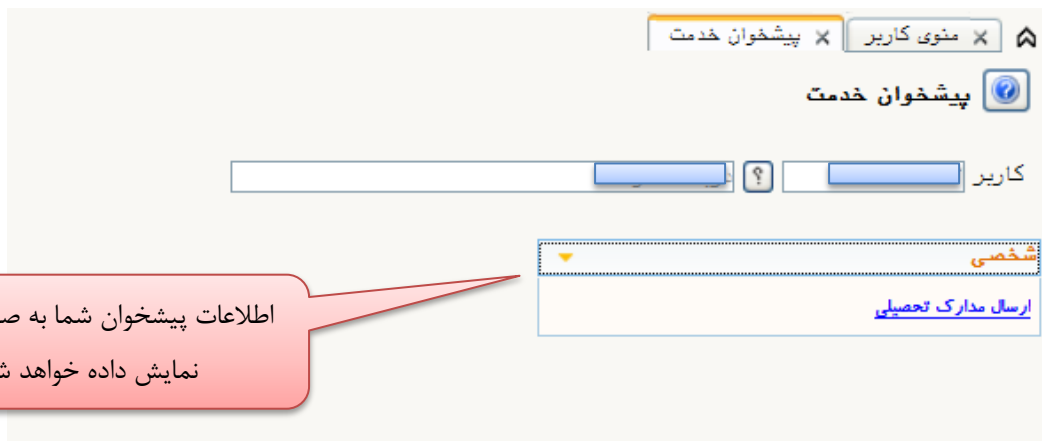 منوی کاربر
پیشخوان خدمت
پیشخوان خدمت
کاربر
؟
شخصی
ارسال مدارک تحصیلی
اطلاعات پیشخوان شما به
نمایش داده خواهد